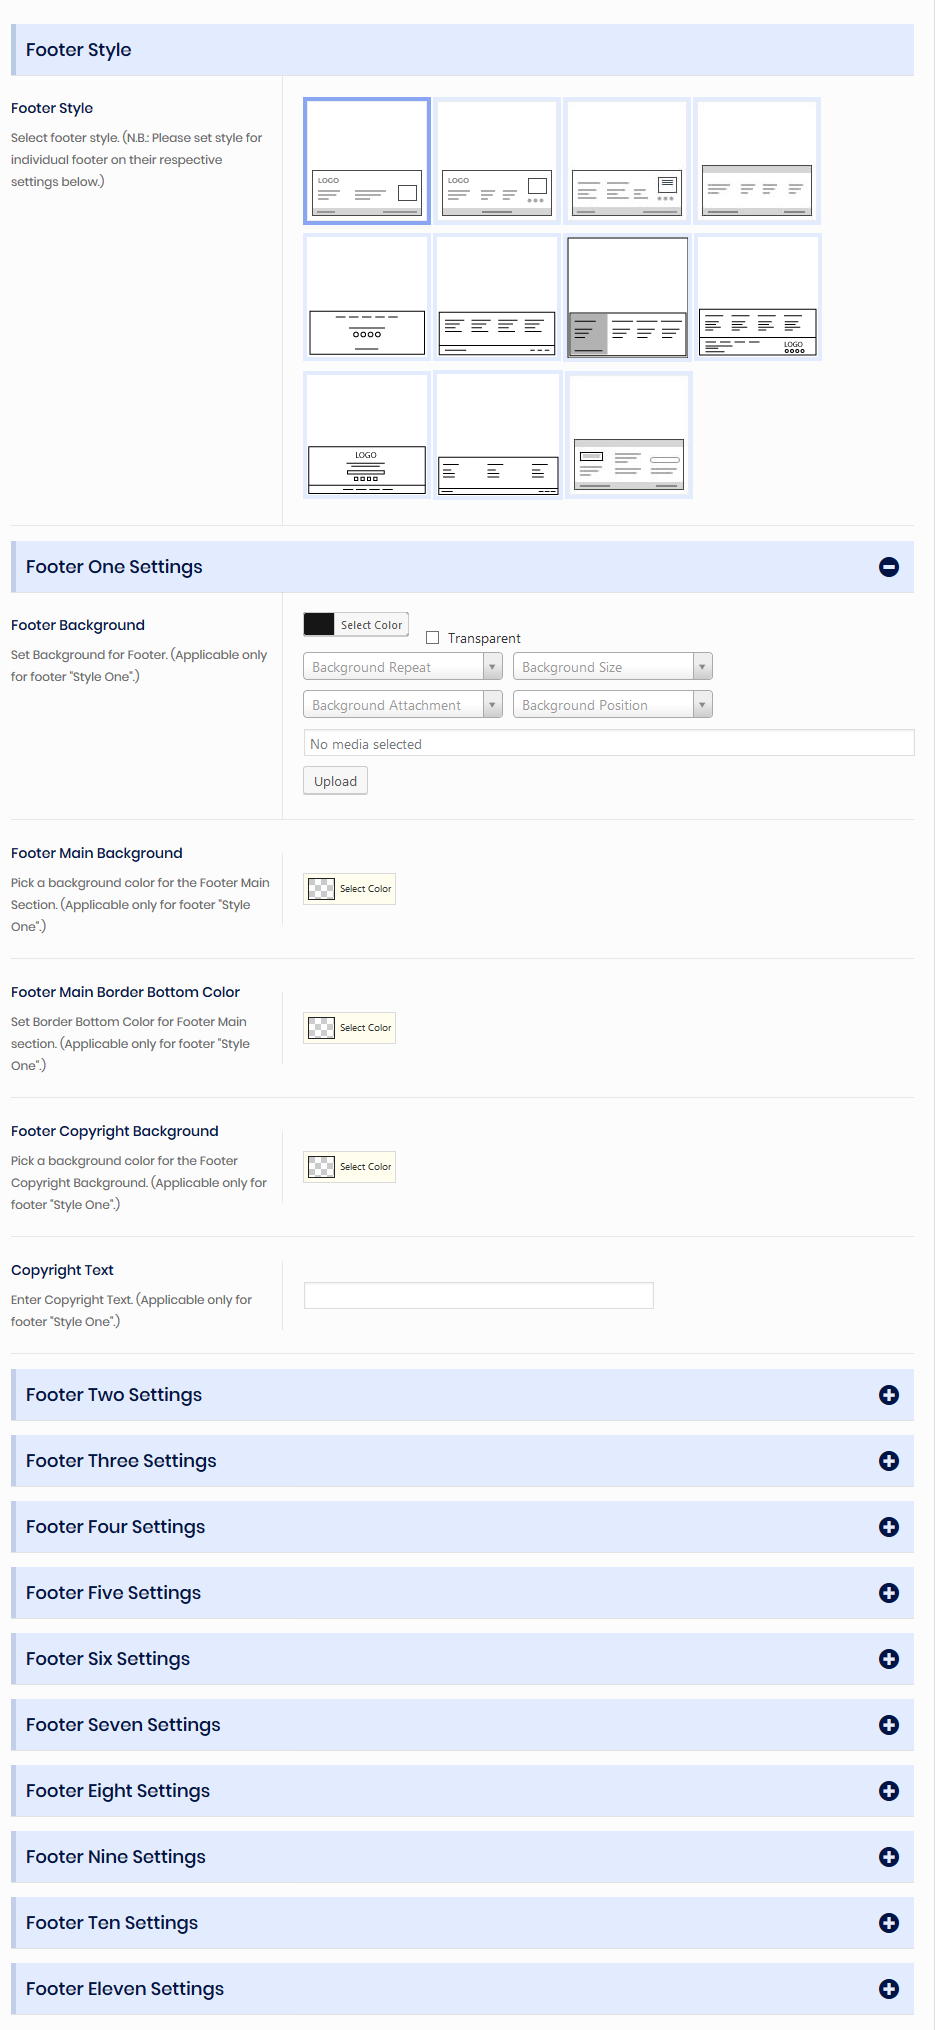 Footer Style
Footer Style
Select footer style. (N.B.: Please set style for
individual footer on their respective
settings below.)
LOGO
LOGO
LOGO
LOGO
Footer One Settings
Footer Background
Set Background for Footer. (Applicable only
for footer "Style One".)
Select Color
Transparent
Background Repeat
Background Size
Background Attachment
Background Position
No media selected
Upload
Footer Main Background
Pick a background color for the Footer Main
Section. (Applicable only for footer "Style
One".)
Select Color
Footer Main Border Bottom Color
Set Border Bottom Color for Footer Main
section. (Applicable only for footer "Style
One".)
Select Color
Footer Copyright Background
Pick a background color for the Footer
Copyright Background. (Applicable only for
footer "Style One".)
Select Color
Copyright Text
Enter Copyright Text. (Applicable only for
footer "Style One".)
Footer Two Settings
Footer Three Settings
Footer Four Settings
Footer Five Settings
Footer Six Settings
Footer Seven Settings
Footer Eight Settings
Footer Nine Settings
Footer Ten Settings
Footer Eleven Settings